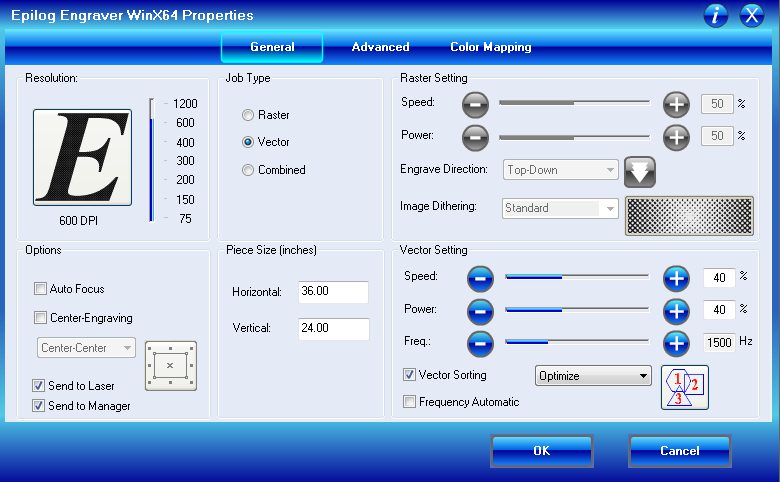 Epilog Engraver WinX64 Properties
i X
General Advanced Color Mapping
Resolution:
E
1200
600
400
300
200
150
75
600 DPI
Job Type
Raster
Vector
Combined
Raster Setting
Speed: 50 %
Power: 50 %
Engrave Direction: Top-Down
Image Dithering: Standard
Options
Auto Focus
Center-Engraving
Center-Center
Send to Laser
Send to Manager
Piece Size (inches)
Horizontal: 36.00
Vertical: 24.00
Vector Setting
Speed: 40 %
Power: 40 %
Freq.: 1500 Hz
Vector Sorting Optimize
1 2
3
Frequency Automatic
OK Cancel